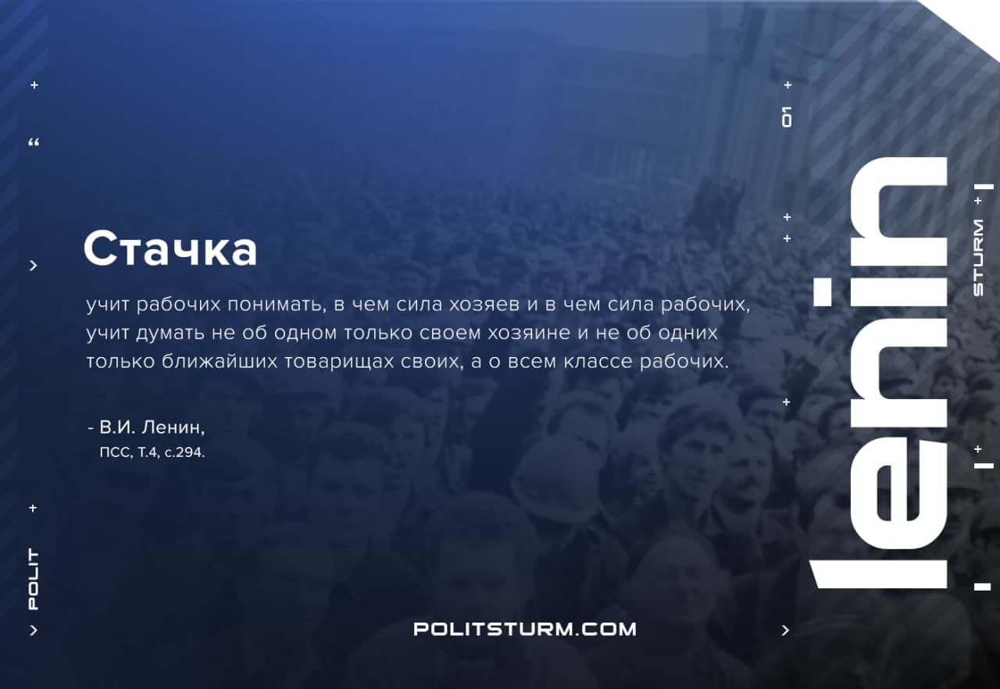 “
Стачка
учит рабочих понимать, в чем сила хозяев и в чем сила рабочих,
учит думать не об одном только своем хозяине и не об одних
только ближайших товарищах своих, а о всем классе рабочих.
- В.И. Ленин,
ПСС, Т.4, с.294.
POLIT
POLITSTURM.COM
01
lenin
STURM